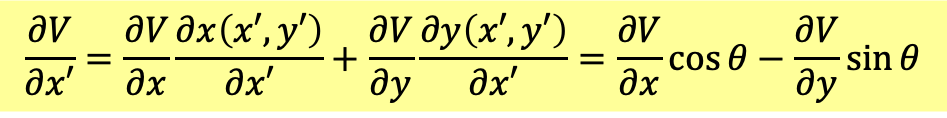 ∂V/∂x′ = ∂V/∂x ∂x(x′, y′)/∂x′ + ∂V/∂y ∂y(x′, y′)/∂x′ = ∂V/∂x cos θ − ∂V/∂y sin θ